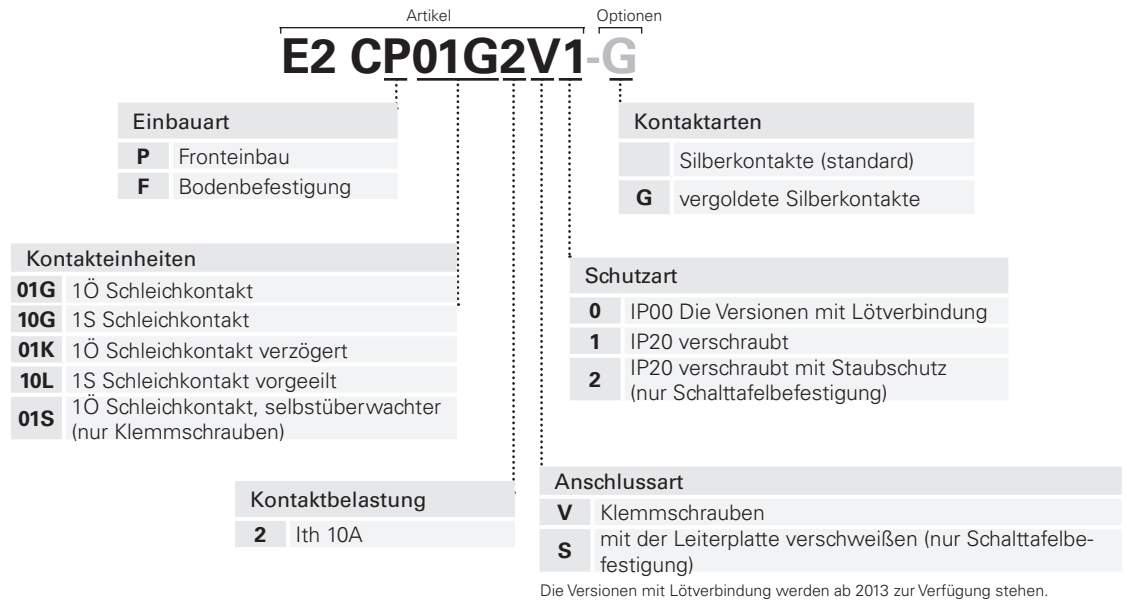 Artikel
Optionen
E2 CP01G2V1-G
Einbauart
P Fronteinbau
F Bodenbefestigung
Kontaktarten
Silberkontakte (standard)
G vergoldete Silberkontakte
Kontakteinheiten
01G 1Ö Schleichkontakt
10G 1S Schleichkontakt
01K 1Ö Schleichkontakt verzögert
10L 1S Schleichkontakt vorgeeilt
01S 1Ö Schleichkontakt, selbstüberwachter
(nur Klemmschrauben)
Schutzart
0 IP00 Die Versionen mit Lötverbindung
1 IP20 verschraubt
2 IP20 verschraubt mit Staubschutz
(nur Schalttafelbefestigung)
Kontaktbelastung
2 Ith 10A
Anschlussart
V Klemmschrauben
S mit der Leiterplatte verschweißen (nur Schalttafelbe-
festigung)
Die Versionen mit Lötverbindung werden ab 2013 zur Verfügung stehen.